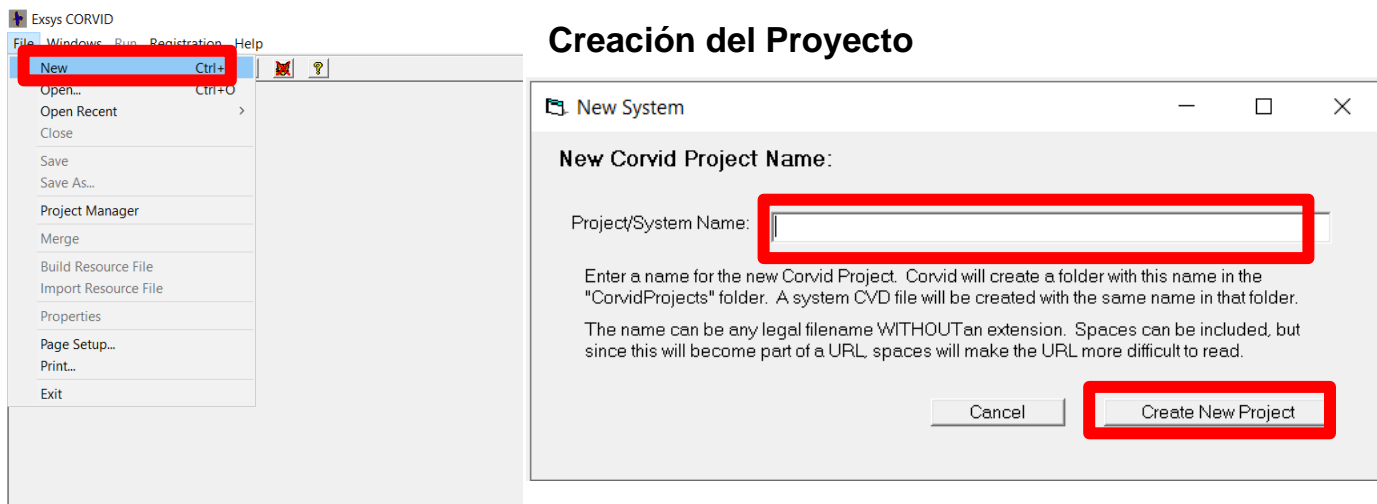 Exsys CORVID
File Windows Run Registration Help
New Ctrl+
Open... Ctrl+O
Open Recent >
Close
Save
Save As...
Project Manager
Merge
Build Resource File
Import Resource File
Properties
Page Setup...
Print...
Exit
Creación del Proyecto
New System
New Corvid Project Name:
Project/System Name:
Enter a name for the new Corvid Project. Corvid will create a folder with this name in the
"CorvidProjects" folder. A system CVD file will be created with the same name in that folder.
The name can be any legal filename WITHOUTan extension. Spaces can be included, but
since this will become part of a URL, spaces will make the URL more difficult to read.
Cancel Create New Project